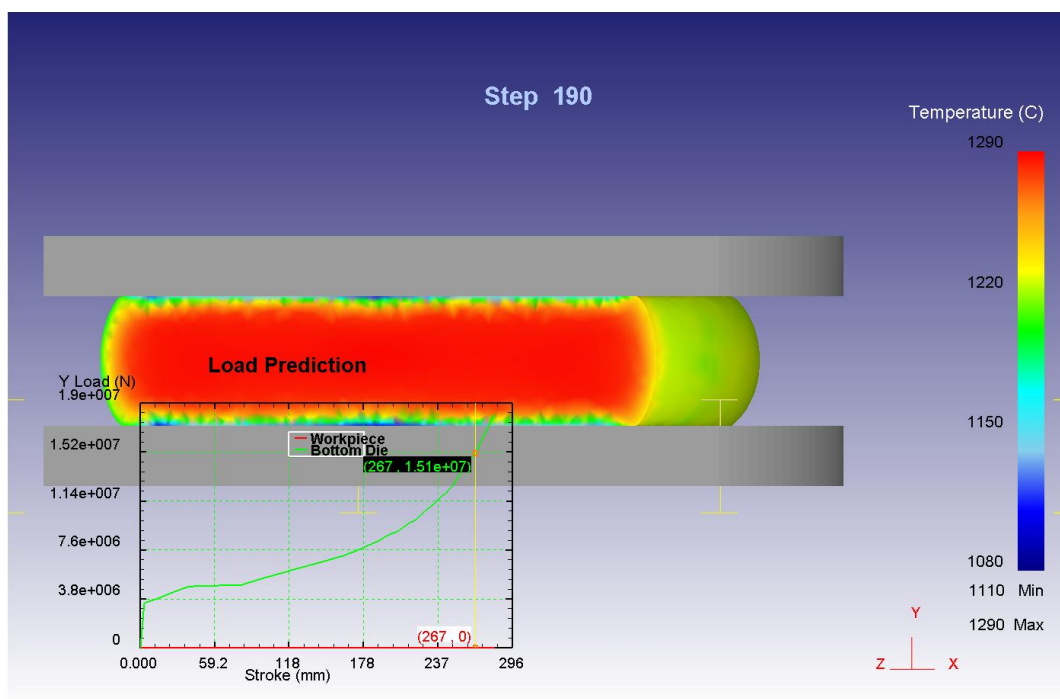 Step 190
Temperature (C)
1290
1220
1150
1080
1110 Min
1290 Max
Load Prediction
Y Load (N)
1.9e+007
1.52e+007
1.14e+007
7.6e+006
3.8e+006
0
Workpiece
Bottom Die
(267 , 1.51e+07)
(267 , 0)
0.000 59.2 118 178 237 296
Stroke (mm)
Y
Z X